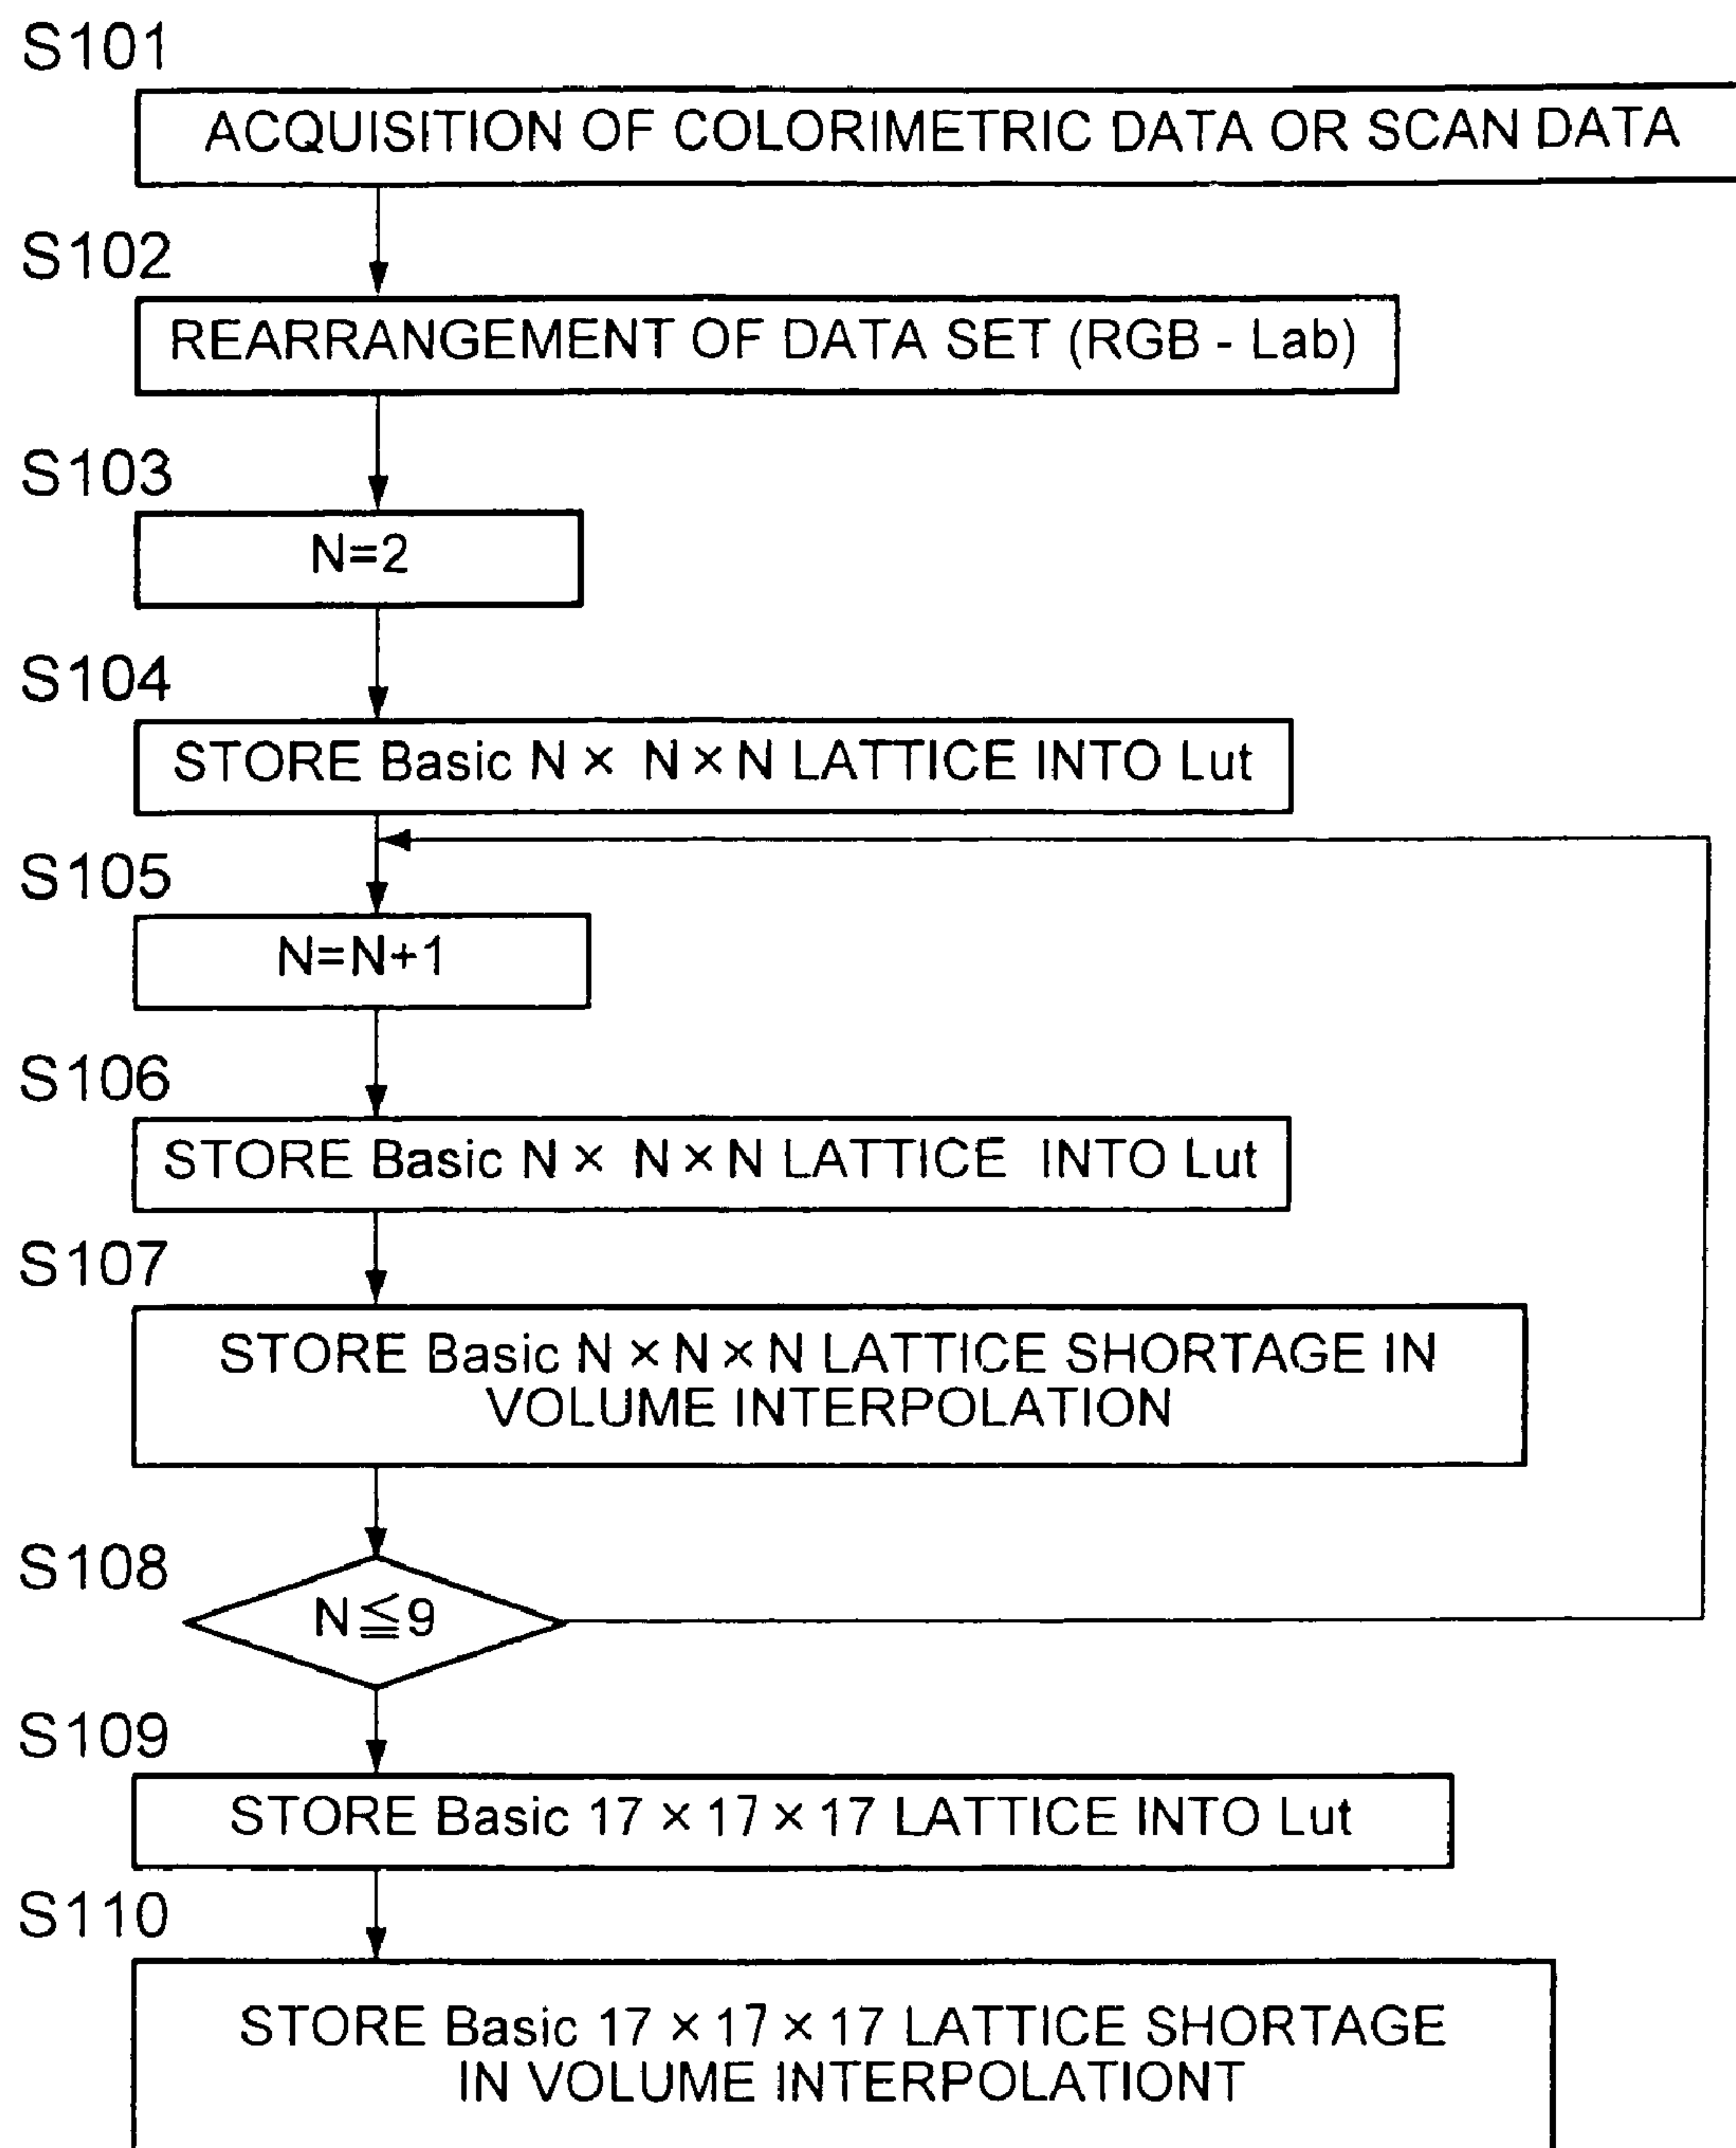 S101
ACQUISITION OF COLORIMETRIC DATA OR SCAN DATA
S102
REARRANGEMENT OF DATA SET (RGB - Lab)
S103
N=2
S104
STORE Basic N × N × N LATTICE INTO Lut
S105
N=N+1
S106
STORE Basic N × N × N LATTICE INTO Lut
S107
STORE Basic N × N × N LATTICE SHORTAGE IN
VOLUME INTERPOLATION
S108
N≦9
S109
STORE Basic 17 × 17 × 17 LATTICE INTO Lut
S110
STORE Basic 17 × 17 × 17 LATTICE SHORTAGE
IN VOLUME INTERPOLATIONT